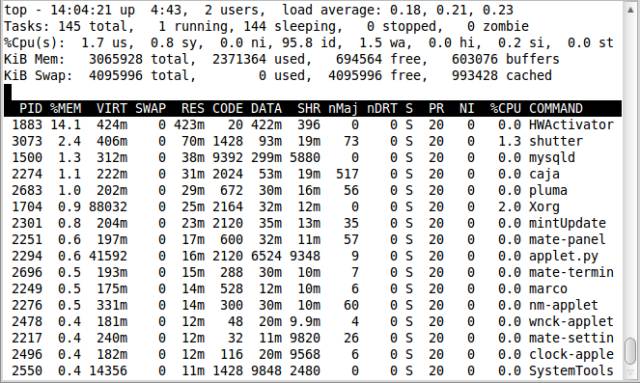 top - 14:04:21 up  4:43,  2 users,  load average: 0.18, 0.21, 0.23
Tasks: 145 total,   1 running, 144 sleeping,   0 stopped,   0 zombie
%Cpu(s):  1.7 us,  0.8 sy,  0.0 ni, 95.8 id,  1.5 wa,  0.0 hi,  0.2 si,  0.0 st
KiB Mem:   3065928 total,  2371364 used,   694564 free,   603076 buffers
KiB Swap:  4095996 total,        0 used,  4095996 free,   993428 cached
PID %MEM  VIRT SWAP  RES CODE DATA  SHR nMaj nDRT S  PR  NI  %CPU COMMAND
1883 14.1  424m    0 423m   20 422m  396    0    0 S  20   0   0.0 HWActivator
3073  2.4  406m    0  70m 1428  93m  19m   73    0 S  20   0   1.3 shutter
1500  1.3  312m    0  38m 9392 299m 5880    0    0 S  20   0   0.0 mysqld
2274  1.1  222m    0  31m 2024  53m  19m  517    0 S  20   0   0.0 caja
2683  1.0  202m    0  29m  672  30m  16m   56    0 S  20   0   0.0 pluma
1704  0.9 88032    0  25m 2164  32m  12m    0    0 S  20   0   2.0 Xorg
2301  0.8  204m    0  23m 2120  35m  13m   35    0 S  20   0   0.0 mintUpdate
2251  0.6  197m    0  17m  600  32m  11m   57    0 S  20   0   0.0 mate-panel
2294  0.6 41592    0  16m 2120 6524 9348    9    0 S  20   0   0.0 applet.py
2696  0.5  193m    0  15m  288  30m  10m    7    0 S  20   0   0.0 mate-termin
2249  0.5  175m    0  14m  528  12m  10m    6    0 S  20   0   0.0 marco
2276  0.5  331m    0  14m  300  30m  10m   60    0 S  20   0   0.0 nm-applet
2478  0.4  181m    0  12m   48  20m 9.9m    4    0 S  20   0   0.0 wnck-applet
2217  0.4  240m    0  12m   32  11m 9820   26    0 S  20   0   0.0 mate-settin
2496  0.4  182m    0  12m  116  20m 9568    6    0 S  20   0   0.0 clock-apple
2550  0.4 14356    0  11m 1428 9848 2480    0    0 S  20   0   0.0 SystemTools